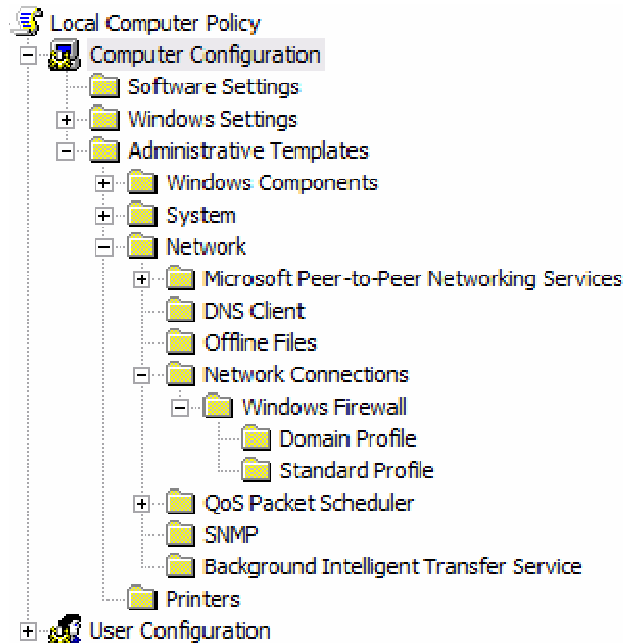 Local Computer Policy
Computer Configuration
Software Settings
Windows Settings
Administrative Templates
Windows Components
System
Network
Microsoft Peer-to-Peer Networking Services
DNS Client
Offline Files
Network Connections
Windows Firewall
Domain Profile
Standard Profile
QoS Packet Scheduler
SNMP
Background Intelligent Transfer Service
Printers
User Configuration